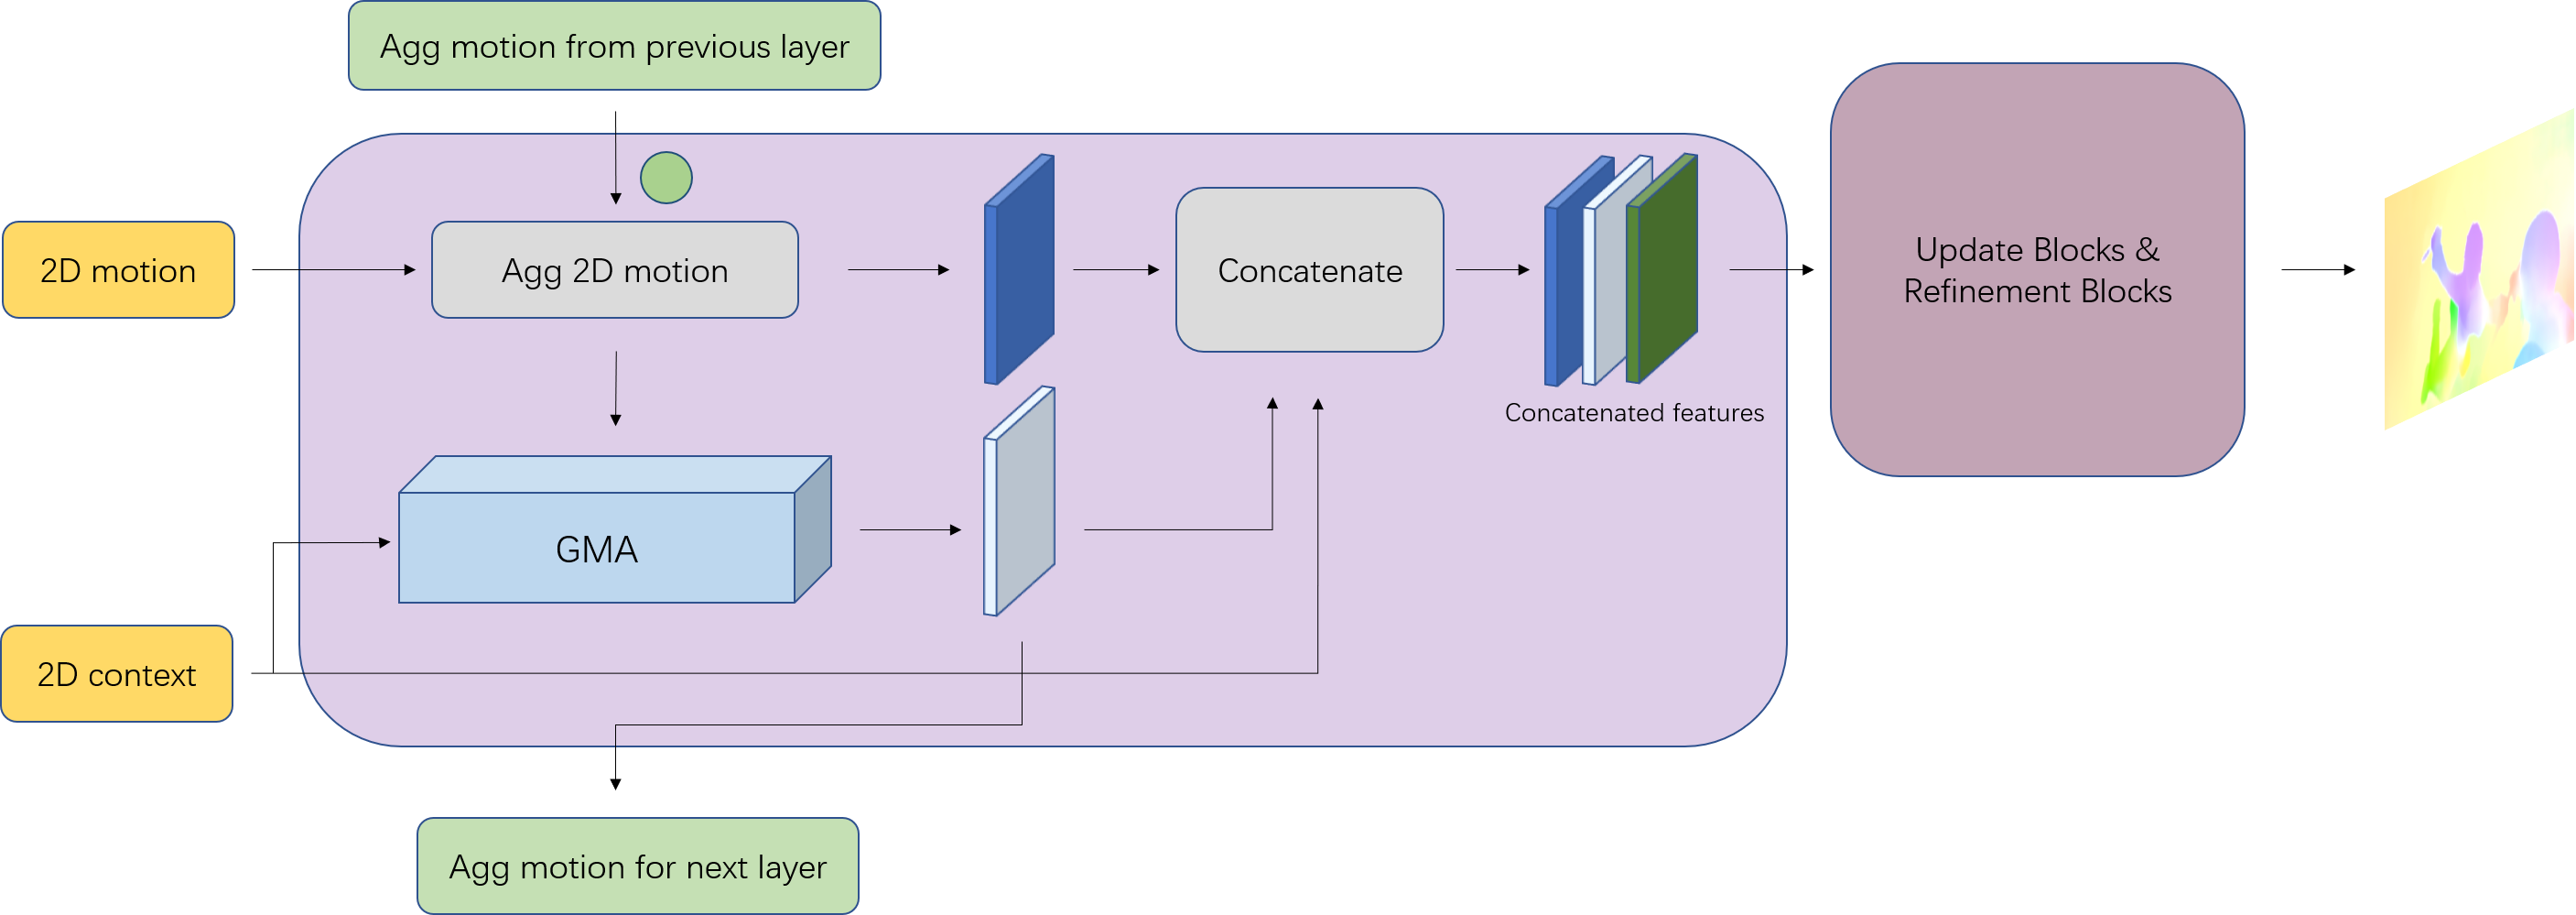 Agg motion from previous layer
2D motion
Agg 2D motion
Concatenate
Update Blocks &
Refinement Blocks
Concatenated features
GMA
2D context
Agg motion for next layer